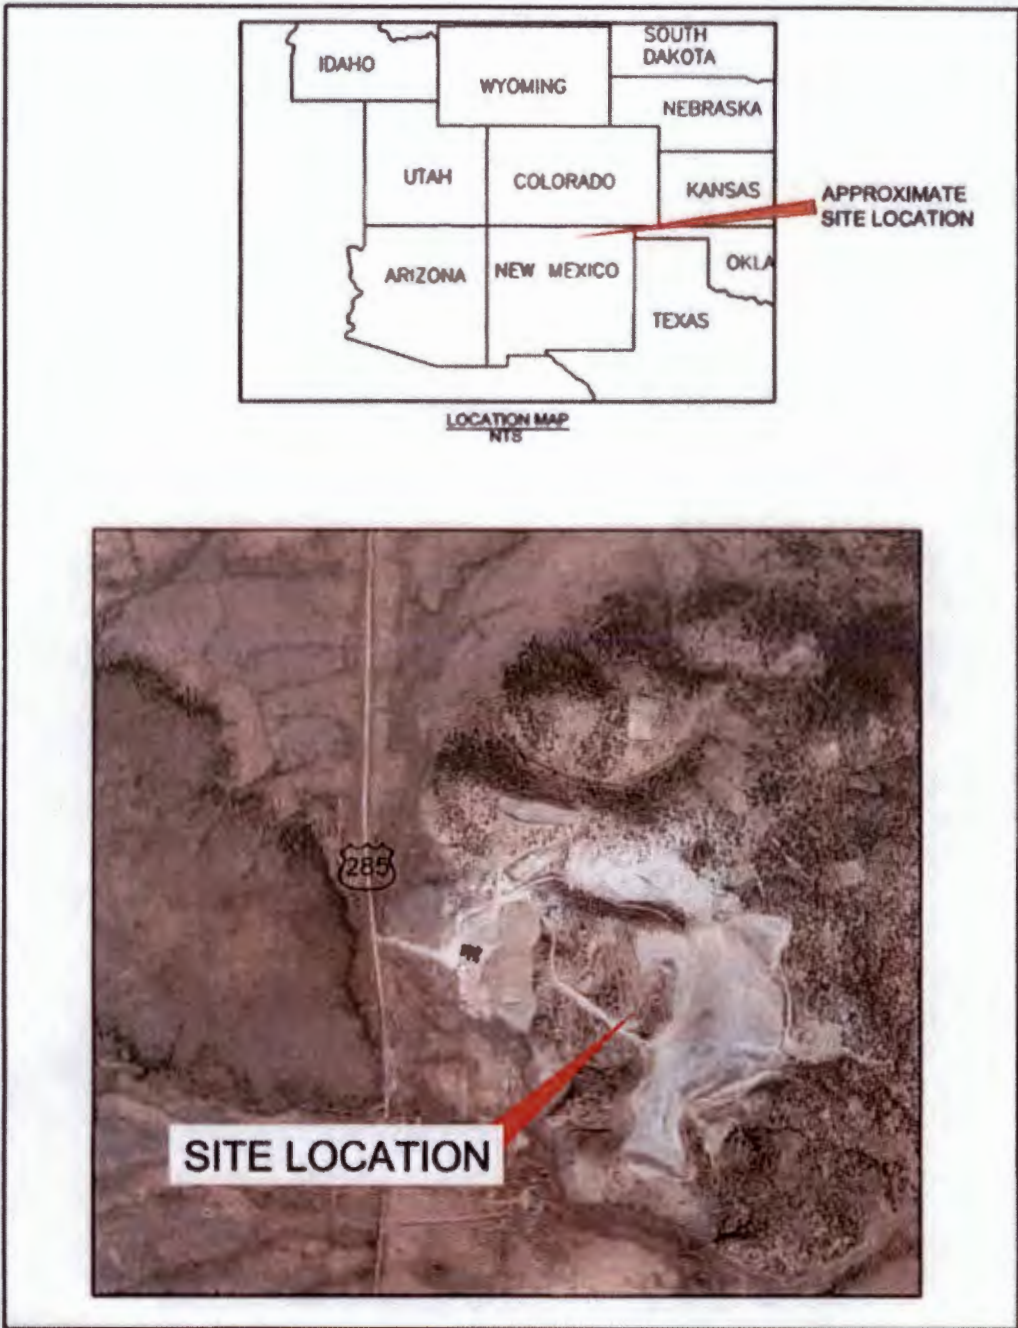 SOUTH
DAKOTA
IDAHO
WYOMING
NEBRASKA
UTAH
COLORADO
KANSAS
APPROXIMATE
SITE LOCATION
ARIZONA
NEW MEXICO
OKLA
TEXAS
LOCATION MAP
NTS
285
SITE LOCATION